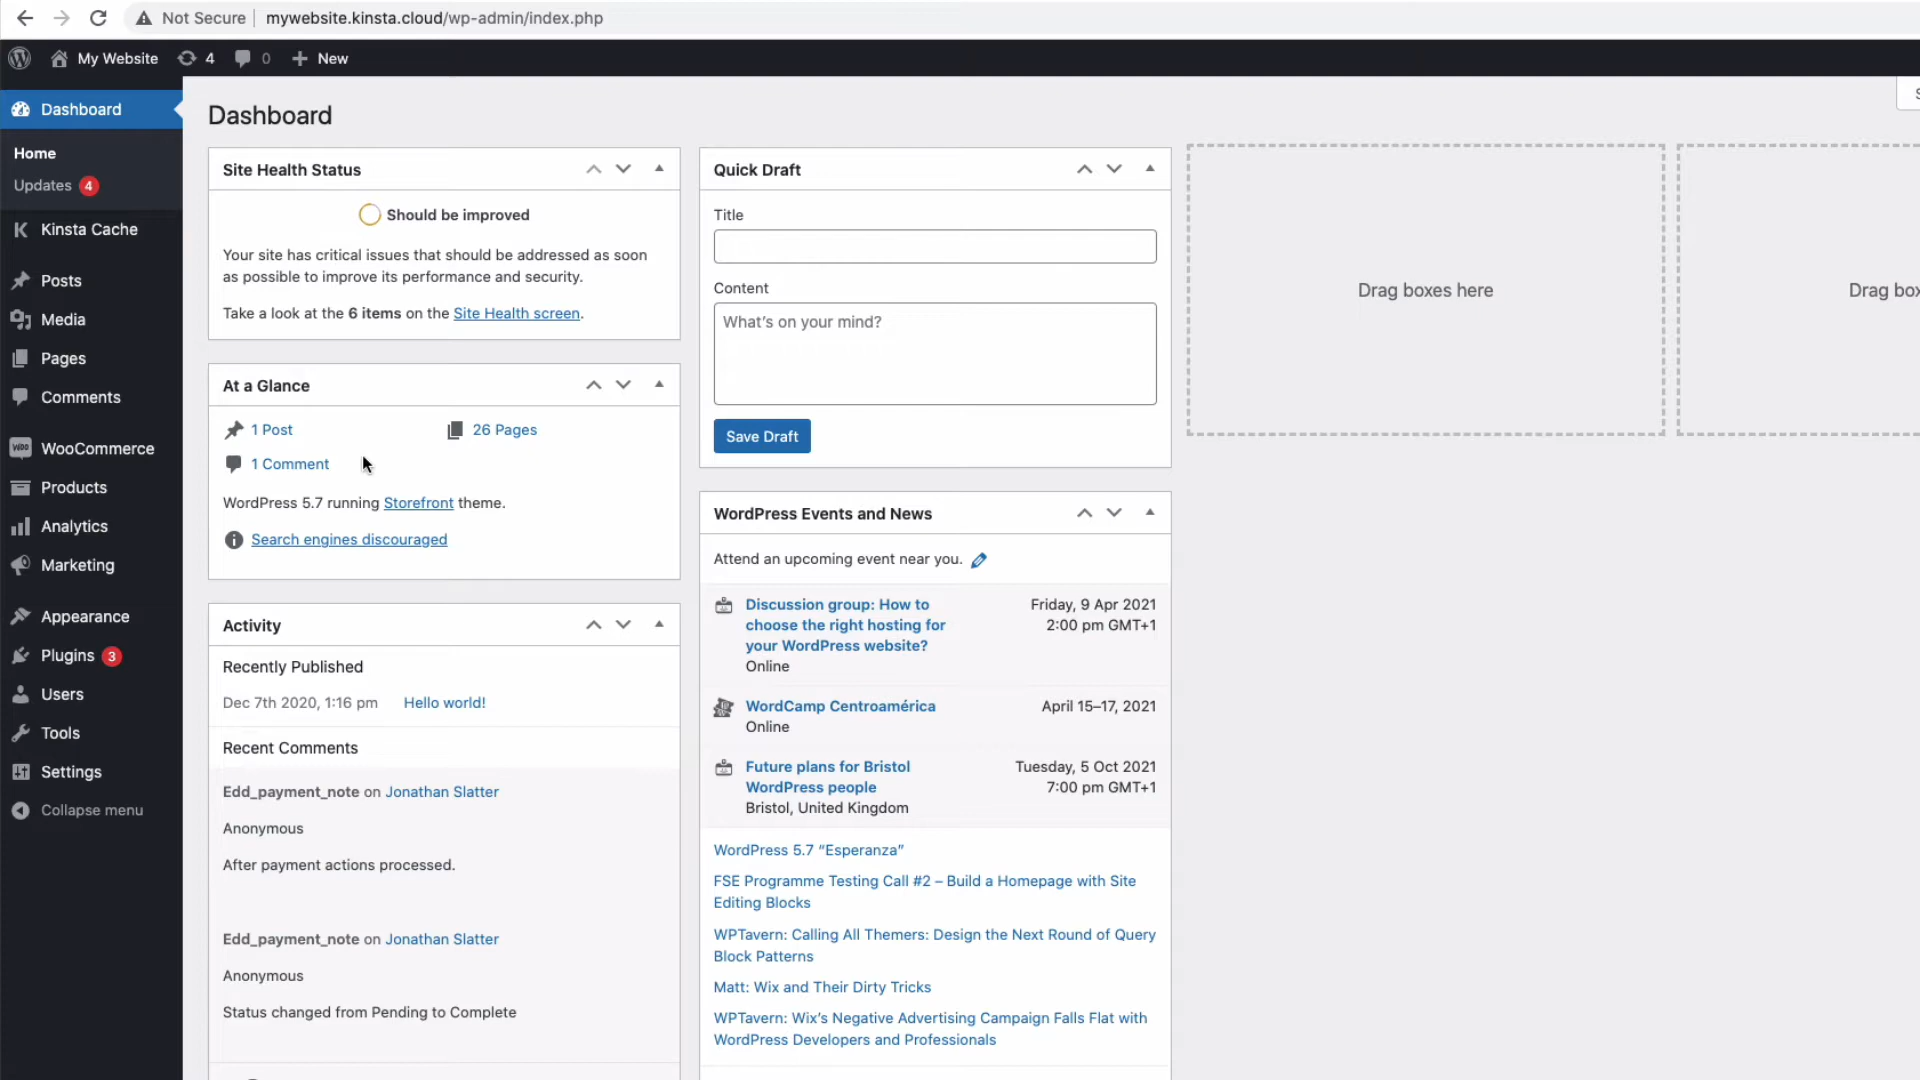 Not Secure
mywebsite.kinsta.cloud/wp-admin/index.php
My Website
4
0
New
Dashboard
Home
Updates 4
Kinsta Cache
Posts
Media
Pages
Comments
WooCommerce
Products
Analytics
Marketing
Appearance
Plugins 3
Users
Tools
Settings
Collapse menu
Dashboard
Site Health Status
Should be improved
Your site has critical issues that should be addressed as soon
as possible to improve its performance and security.
Take a look at the 6 items on the Site Health screen.
At a Glance
1 Post
26 Pages
1 Comment
WordPress 5.7 running Storefront theme.
Search engines discouraged
Activity
Recently Published
Dec 7th 2020, 1:16 pm
Hello world!
Recent Comments
Edd_payment_note on Jonathan Slatter
Anonymous
After payment actions processed.
Edd_payment_note on Jonathan Slatter
Anonymous
Status changed from Pending to Complete
Quick Draft
Title
Content
What's on your mind?
Save Draft
WordPress Events and News
Attend an upcoming event near you.
Discussion group: How to
choose the right hosting for
your WordPress website?
Online
Friday, 9 Apr 2021
2:00 pm GMT+1
WordCamp Centroamérica
Online
April 15–17, 2021
Future plans for Bristol
WordPress people
Bristol, United Kingdom
Tuesday, 5 Oct 2021
7:00 pm GMT+1
WordPress 5.7 “Esperanza”
FSE Programme Testing Call #2 – Build a Homepage with Site
Editing Blocks
WPTavern: Calling All Themers: Design the Next Round of Query
Block Patterns
Matt: Wix and Their Dirty Tricks
WPTavern: Wix’s Negative Advertising Campaign Falls Flat with
WordPress Developers and Professionals
Drag boxes here
Drag